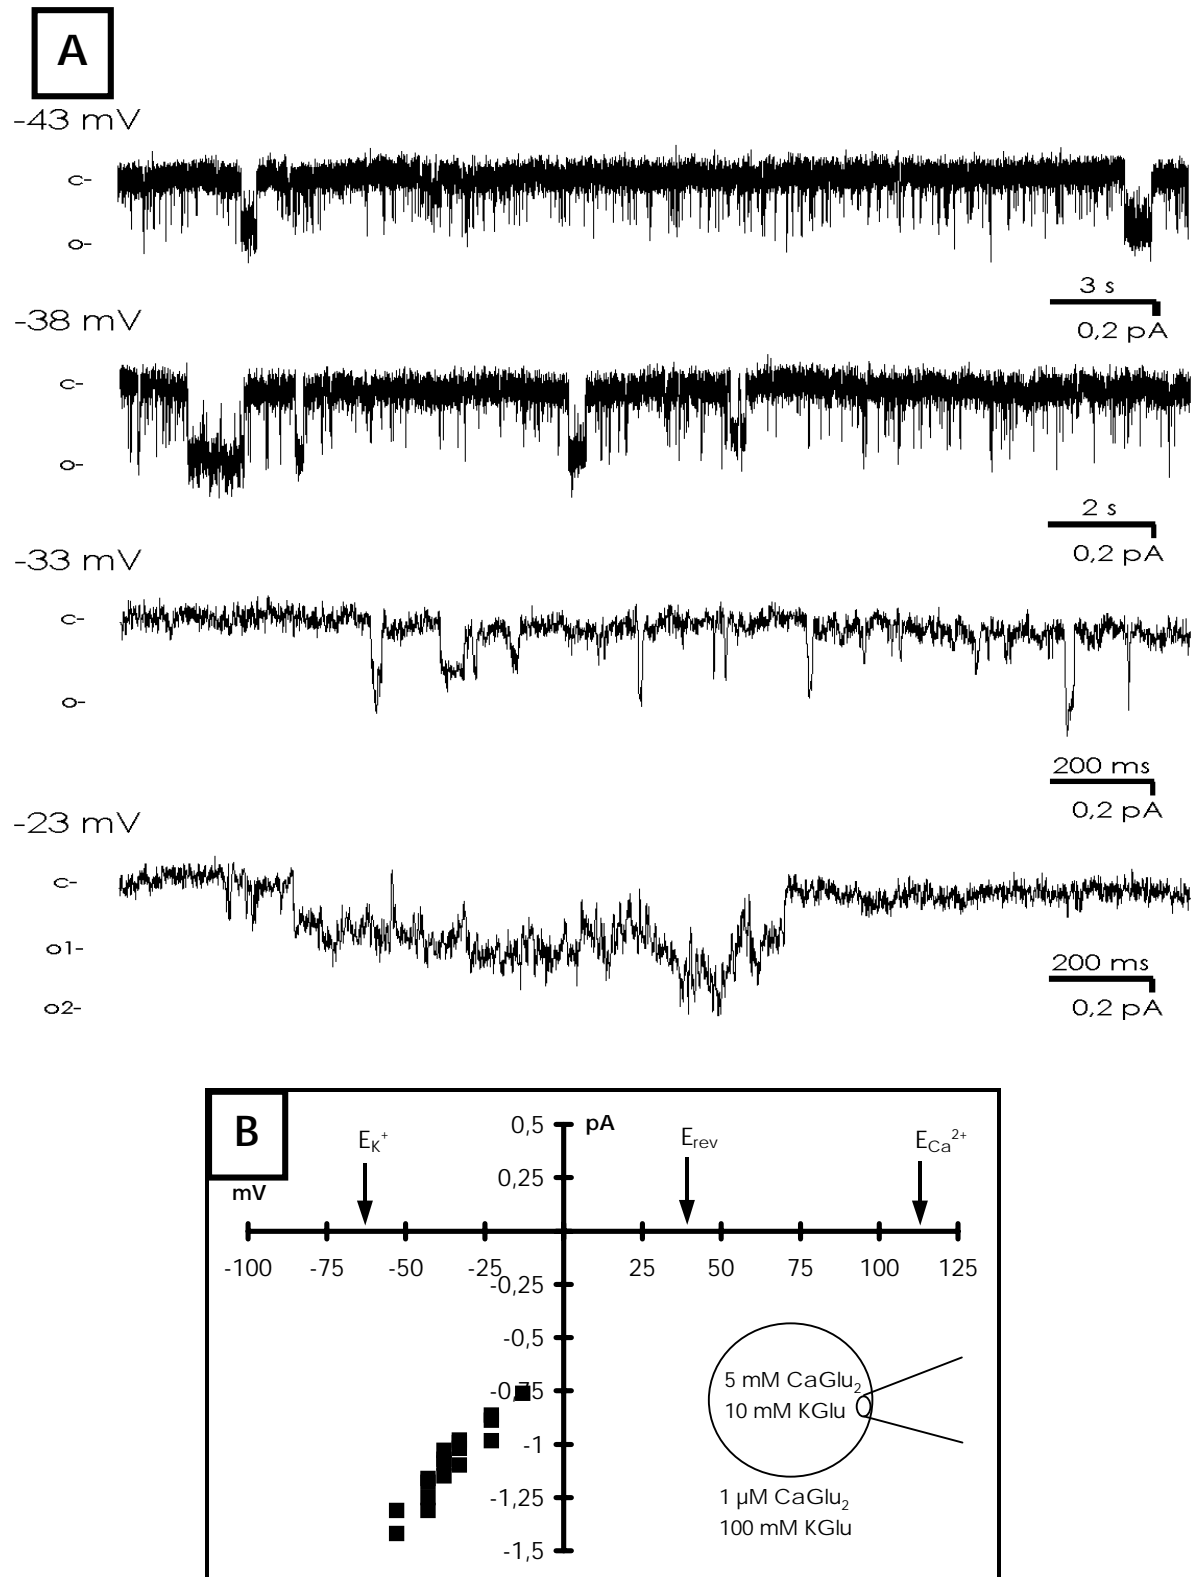 A
-43 mV
c-
o-
3 s
0,2 pA
-38 mV
c-
o-
2 s
0,2 pA
-33 mV
c-
o-
200 ms
0,2 pA
-23 mV
c-
o1-
o2-
200 ms
0,2 pA
B
mV
pA
E_K⁺
E_rev
E_Ca²⁺
0,5
0,25
-100 -75 -50 -25 25 50 75 100 125
-0,25
-0,5
-0,75
-1
-1,25
-1,5
5 mM CaGlu₂
10 mM KGlu
1 µM CaGlu₂
100 mM KGlu